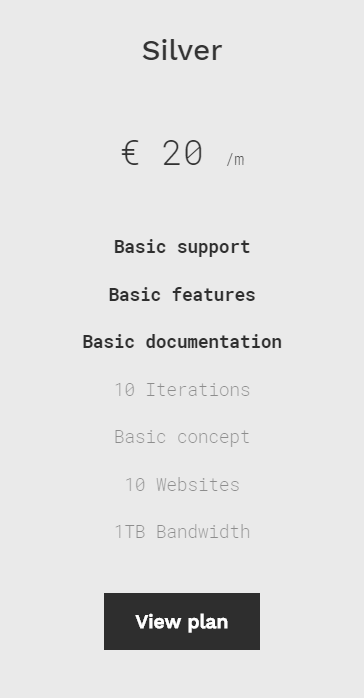 Silver
€ 20 /m
Basic support
Basic features
Basic documentation
10 Iterations
Basic concept
10 Websites
1TB Bandwidth
View plan